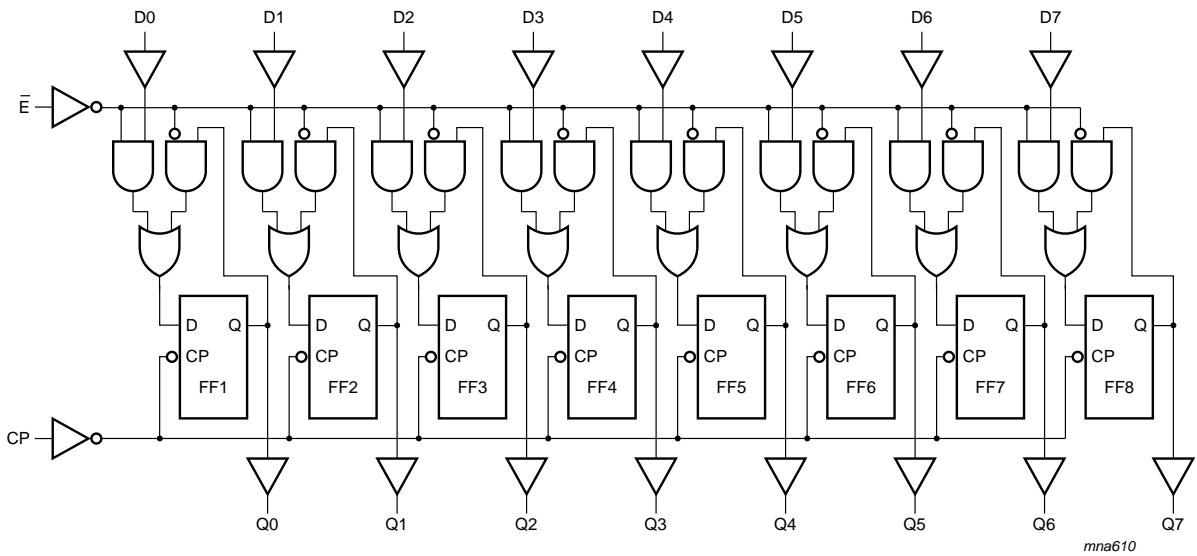 D0 D1 D2 D3 D4 D5 D6 D7
E̅
D Q D Q D Q D Q D Q D Q D Q D Q
CP CP CP CP CP CP CP CP
FF1 FF2 FF3 FF4 FF5 FF6 FF7 FF8
CP
Q0 Q1 Q2 Q3 Q4 Q5 Q6 Q7
mna610